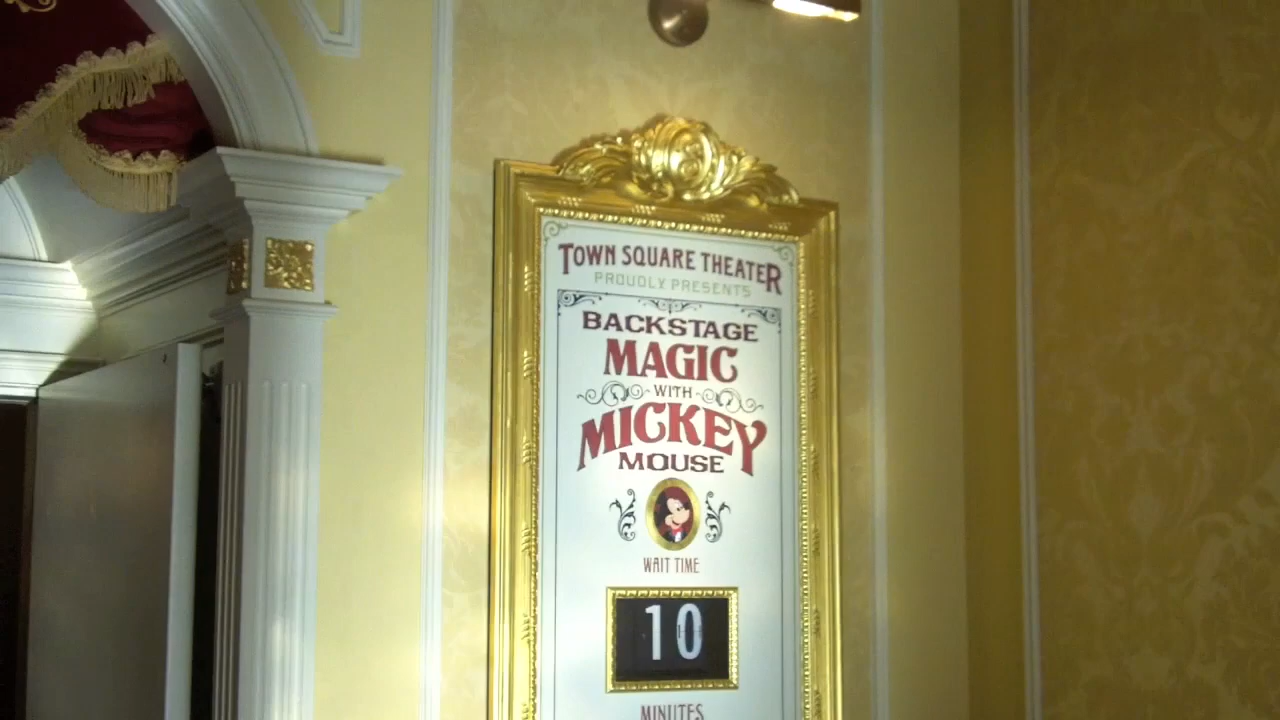 TOWN SQUARE THEATER
PROUDLY PRESENTS
BACKSTAGE
MAGIC
WITH
MICKEY
MOUSE
WAIT TIME
10
MINUTES